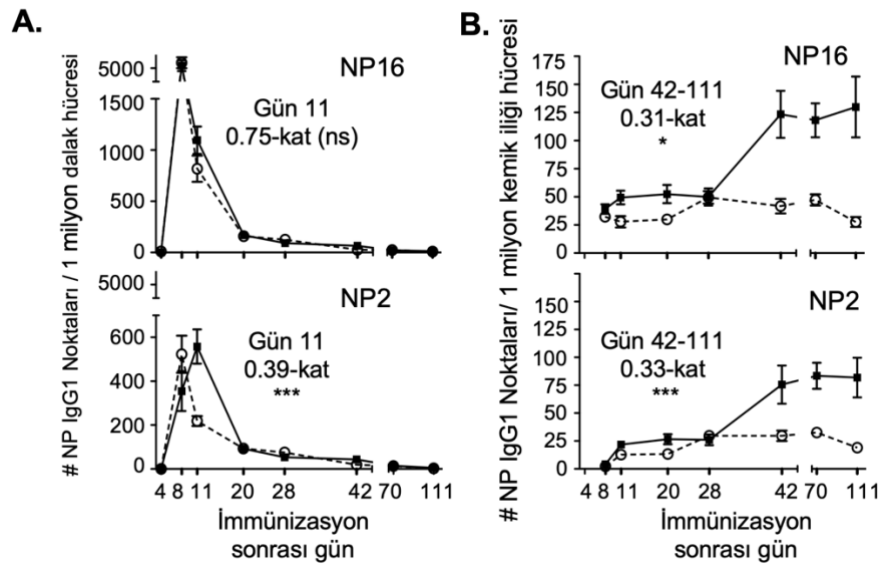 A.
# NP IgG1 Noktaları / 1 milyon dalak hücresi
NP16
5000
1500
1000
500
0
Gün 11
0.75-kat (ns)
NP2
5000
600
400
200
0
Gün 11
0.39-kat
***
4 8 11 20 28 42 70 111
İmmünizasyon
sonrası gün
B.
# NP IgG1 Noktaları/ 1 milyon kemik iliği hücresi
NP16
175
150
125
100
75
50
25
0
Gün 42-111
0.31-kat
*
NP2
175
150
125
100
75
50
25
0
Gün 42-111
0.33-kat
***
4 8 11 20 28 42 70 111
İmmünizasyon
sonrası gün